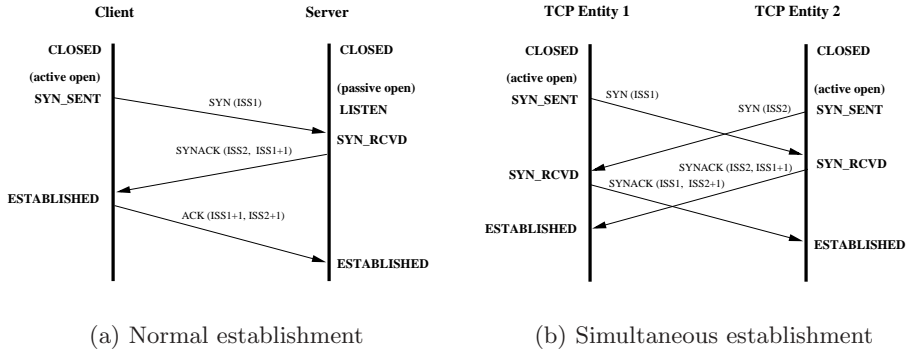 Client
Server
CLOSED
CLOSED
(active open)
SYN_SENT
(passive open)
LISTEN
SYN (ISS1)
SYN_RCVD
SYNACK (ISS2, ISS1+1)
ESTABLISHED
ACK (ISS1+1, ISS2+1)
ESTABLISHED
(a) Normal establishment
TCP Entity 1
TCP Entity 2
CLOSED
CLOSED
(active open)
SYN_SENT
SYN (ISS1)
(active open)
SYN (ISS2)
SYN_SENT
SYN_RCVD
SYNACK (ISS2, ISS1+1)
SYN_RCVD
SYNACK (ISS1, ISS2+1)
ESTABLISHED
ESTABLISHED
(b) Simultaneous establishment